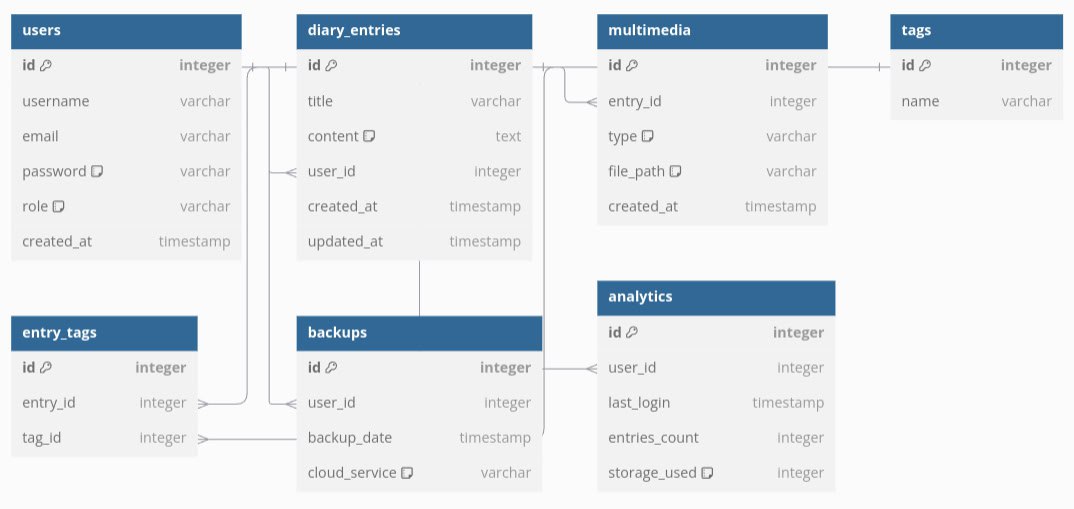 users
id integer
username varchar
email varchar
password varchar
role varchar
created_at timestamp
diary_entries
id integer
title varchar
content text
user_id integer
created_at timestamp
updated_at timestamp
multimedia
id integer
entry_id integer
type varchar
file_path varchar
created_at timestamp
tags
id integer
name varchar
entry_tags
id integer
entry_id integer
tag_id integer
backups
id integer
user_id integer
backup_date timestamp
cloud_service varchar
analytics
id integer
user_id integer
last_login timestamp
entries_count integer
storage_used integer